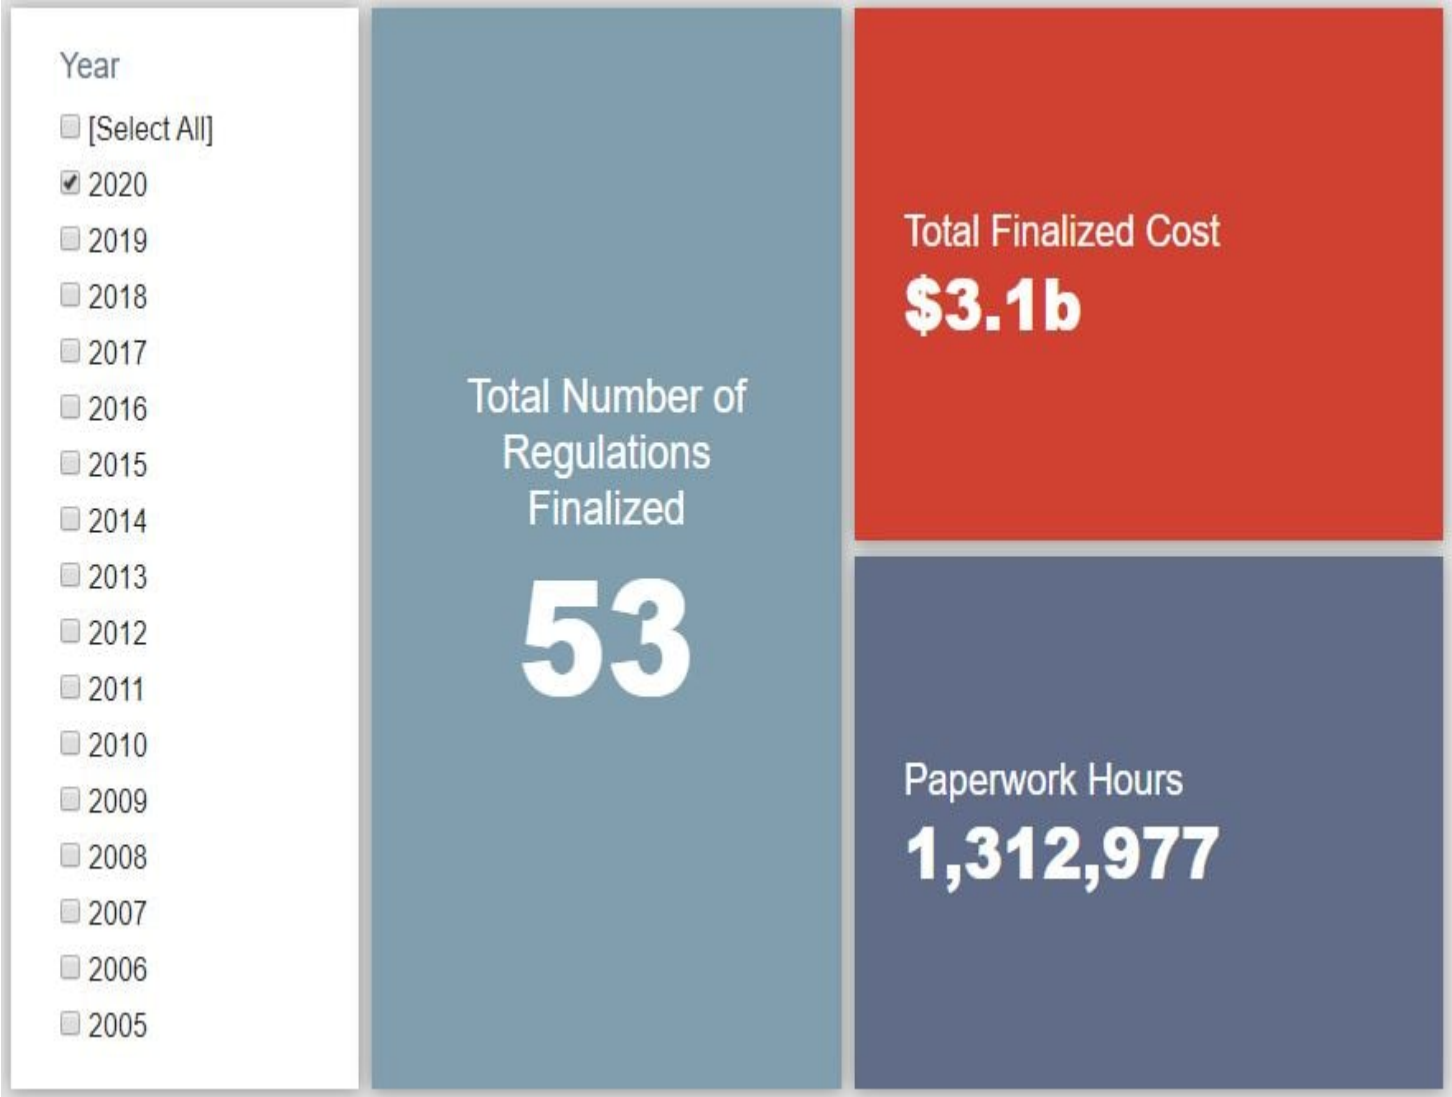 Year
[Select All]
2020
2019
2018
2017
2016
2015
2014
2013
2012
2011
2010
2009
2008
2007
2006
2005
Total Number of
Regulations
Finalized
53
Total Finalized Cost
$3.1b
Paperwork Hours
1,312,977